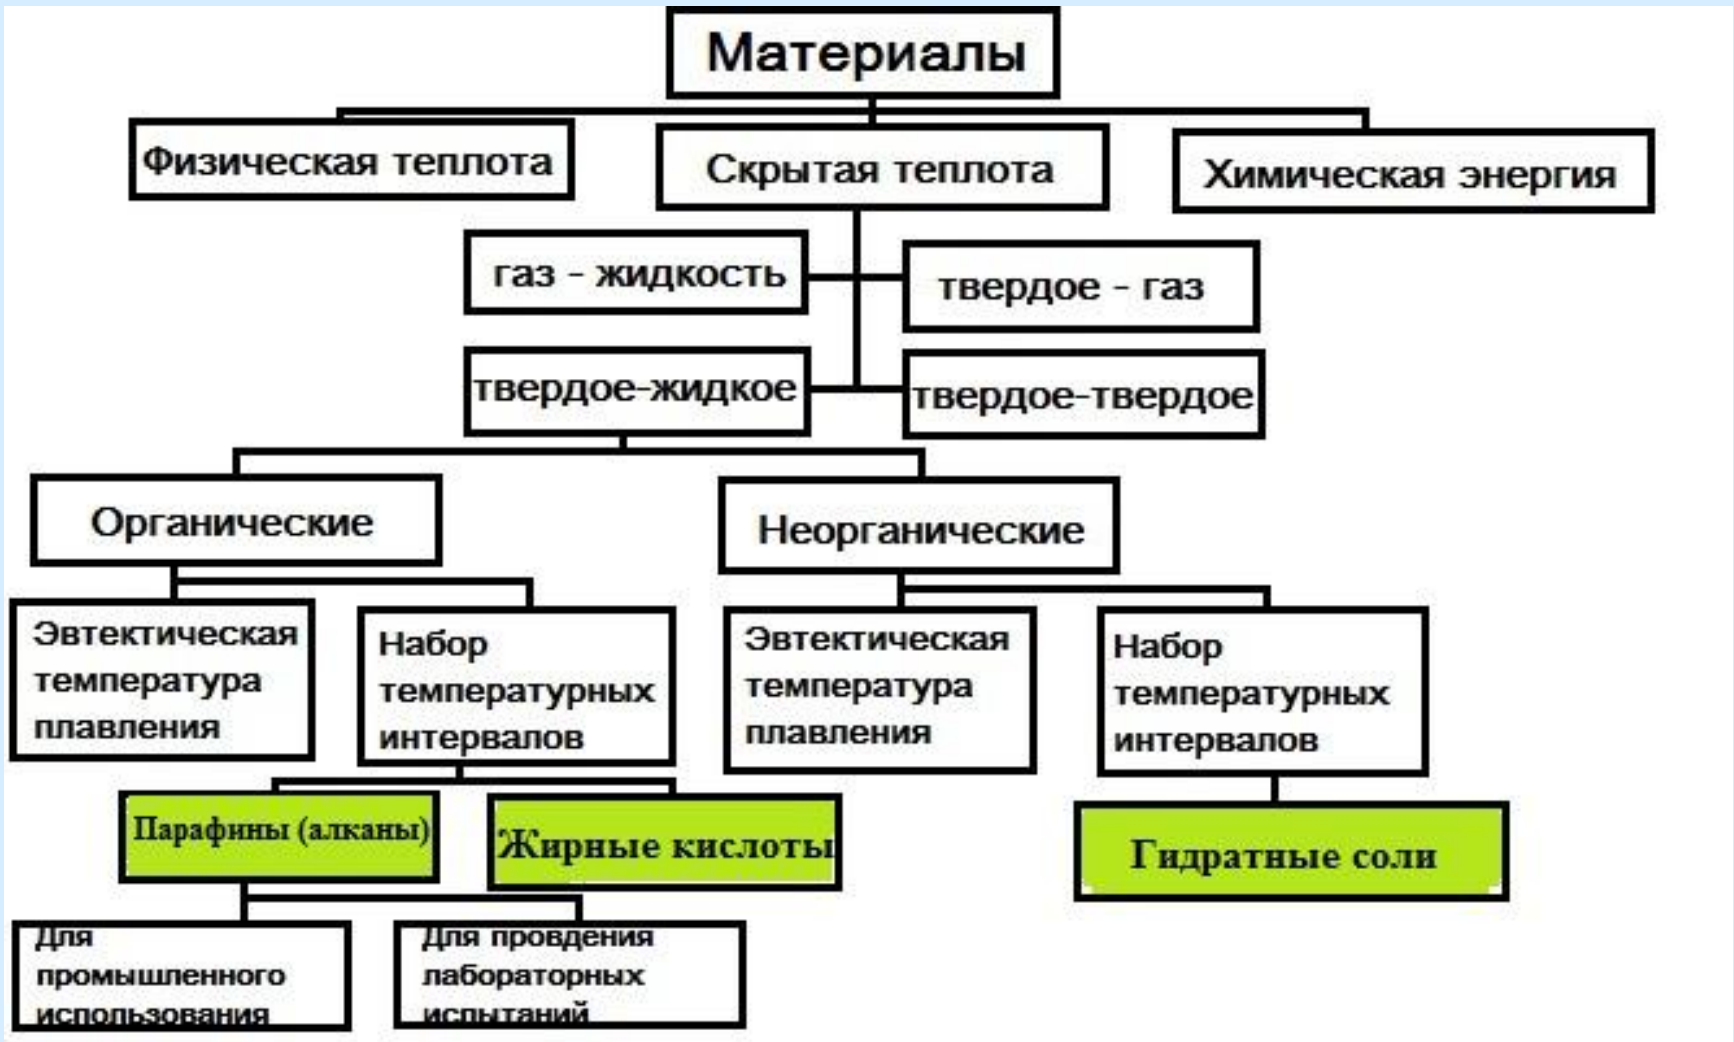 Материалы
Физическая теплота
Скрытая теплота
Химическая энергия
газ - жидкость
твердое - газ
твердое-жидкое
твердое-твердое
Органические
Неорганические
Эвтектическая
температура
плавления
Набор
температурных
интервалов
Эвтектическая
температура
плавления
Набор
температурных
интервалов
Парафины (алканы)
Жирные кислоты
Гидратные соли
Для
промышленного
использования
Для провдения
лабораторных
испытаний